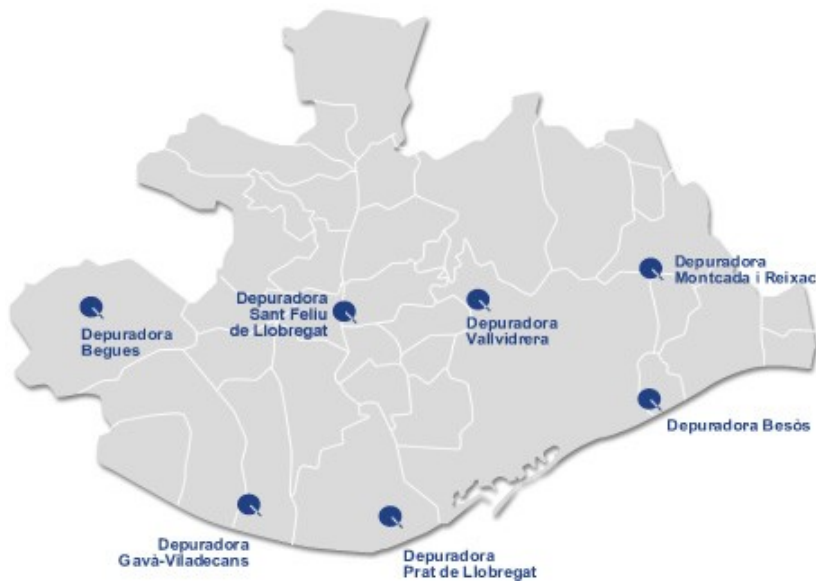 Depuradora
Montcada i Reixac
Depuradora
Sant Feliu
de Llobregat
Depuradora
Begues
Depuradora
Vallvidrera
Depuradora Besòs
Depuradora
Gavà-Viladecans
Depuradora
Prat de Llobregat